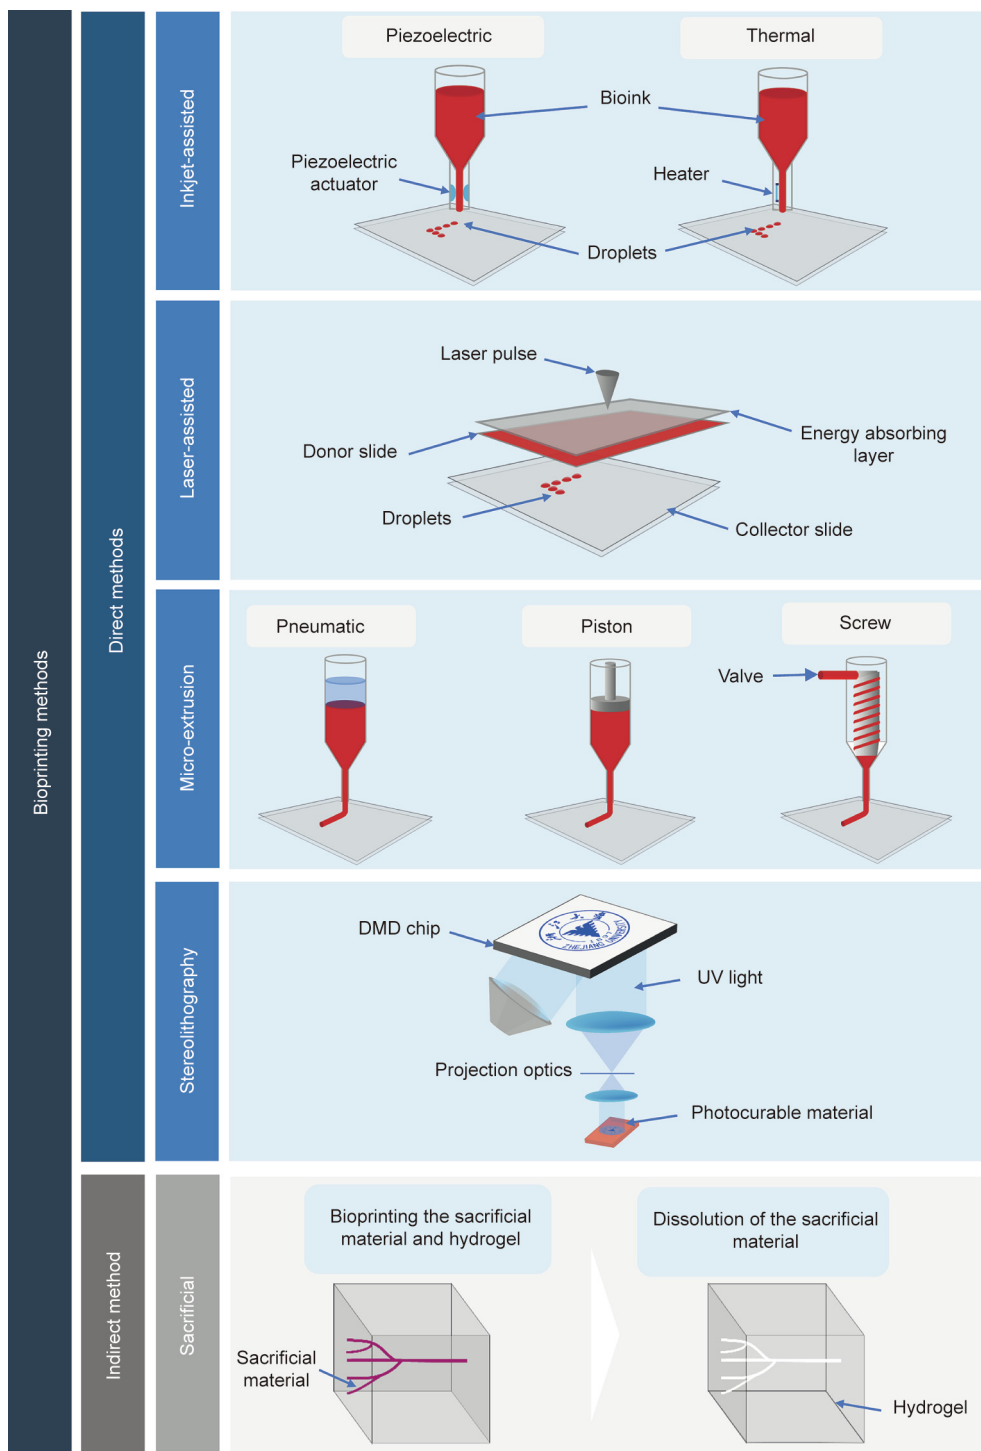 Bioprinting methods
Direct methods
Inkjet-assisted
Piezoelectric
Thermal
Bioink
Piezoelectric
actuator
Heater
Droplets
Laser-assisted
Laser pulse
Donor slide
Energy absorbing
layer
Droplets
Collector slide
Micro-extrusion
Pneumatic
Piston
Screw
Valve
Stereolithography
DMD chip
ZHEJIANG UNIVERSITY
UV light
Projection optics
Photocurable material
Indirect method
Sacrificial
Bioprinting the sacrificial
material and hydrogel
Dissolution of the sacrificial
material
Sacrificial
material
Hydrogel